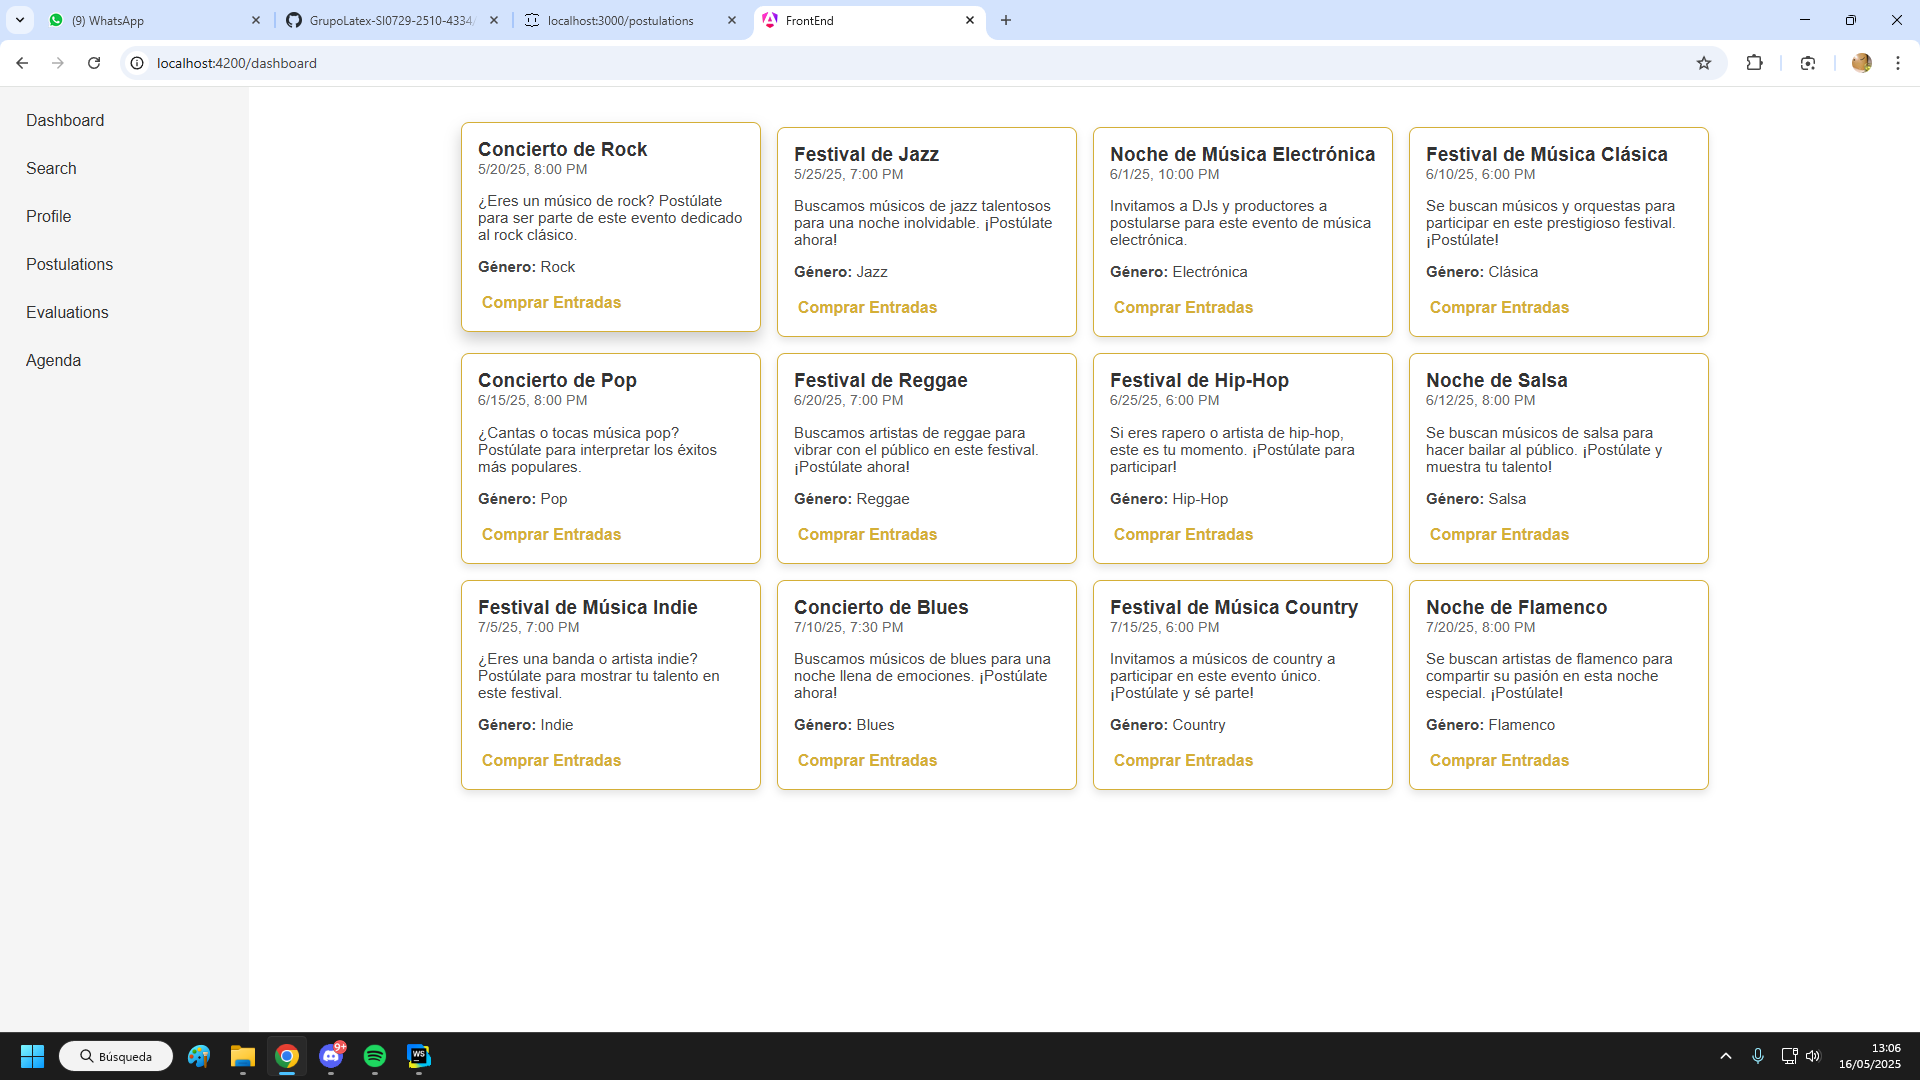 (9) WhatsApp
GrupoLatex-SI0729-2510-4334/
localhost:3000/postulations
FrontEnd
localhost:4200/dashboard
Dashboard
Search
Profile
Postulations
Evaluations
Agenda
Concierto de Rock
5/20/25, 8:00 PM
¿Eres un músico de rock? Postúlate
para ser parte de este evento dedicado
al rock clásico.
Género: Rock
Comprar Entradas
Festival de Jazz
5/25/25, 7:00 PM
Buscamos músicos de jazz talentosos
para una noche inolvidable. ¡Postúlate
ahora!
Género: Jazz
Comprar Entradas
Noche de Música Electrónica
6/1/25, 10:00 PM
Invitamos a DJs y productores a
postularse para este evento de música
electrónica.
Género: Electrónica
Comprar Entradas
Festival de Música Clásica
6/10/25, 6:00 PM
Se buscan músicos y orquestas para
participar en este prestigioso festival.
¡Postúlate!
Género: Clásica
Comprar Entradas
Concierto de Pop
6/15/25, 8:00 PM
¿Cantas o tocas música pop?
Postúlate para interpretar los éxitos
más populares.
Género: Pop
Comprar Entradas
Festival de Reggae
6/20/25, 7:00 PM
Buscamos artistas de reggae para
vibrar con el público en este festival.
¡Postúlate ahora!
Género: Reggae
Comprar Entradas
Festival de Hip-Hop
6/25/25, 6:00 PM
Si eres rapero o artista de hip-hop,
este es tu momento. ¡Postúlate para
participar!
Género: Hip-Hop
Comprar Entradas
Noche de Salsa
6/12/25, 8:00 PM
Se buscan músicos de salsa para
hacer bailar al público. ¡Postúlate y
muestra tu talento!
Género: Salsa
Comprar Entradas
Festival de Música Indie
7/5/25, 7:00 PM
¿Eres una banda o artista indie?
Postúlate para mostrar tu talento en
este festival.
Género: Indie
Comprar Entradas
Concierto de Blues
7/10/25, 7:30 PM
Buscamos músicos de blues para una
noche llena de emociones. ¡Postúlate
ahora!
Género: Blues
Comprar Entradas
Festival de Música Country
7/15/25, 6:00 PM
Invitamos a músicos de country a
participar en este evento único.
¡Postúlate y sé parte!
Género: Country
Comprar Entradas
Noche de Flamenco
7/20/25, 8:00 PM
Se buscan artistas de flamenco para
compartir su pasión en esta noche
especial. ¡Postúlate!
Género: Flamenco
Comprar Entradas
Búsqueda
9+
WS
13:06
16/05/2025